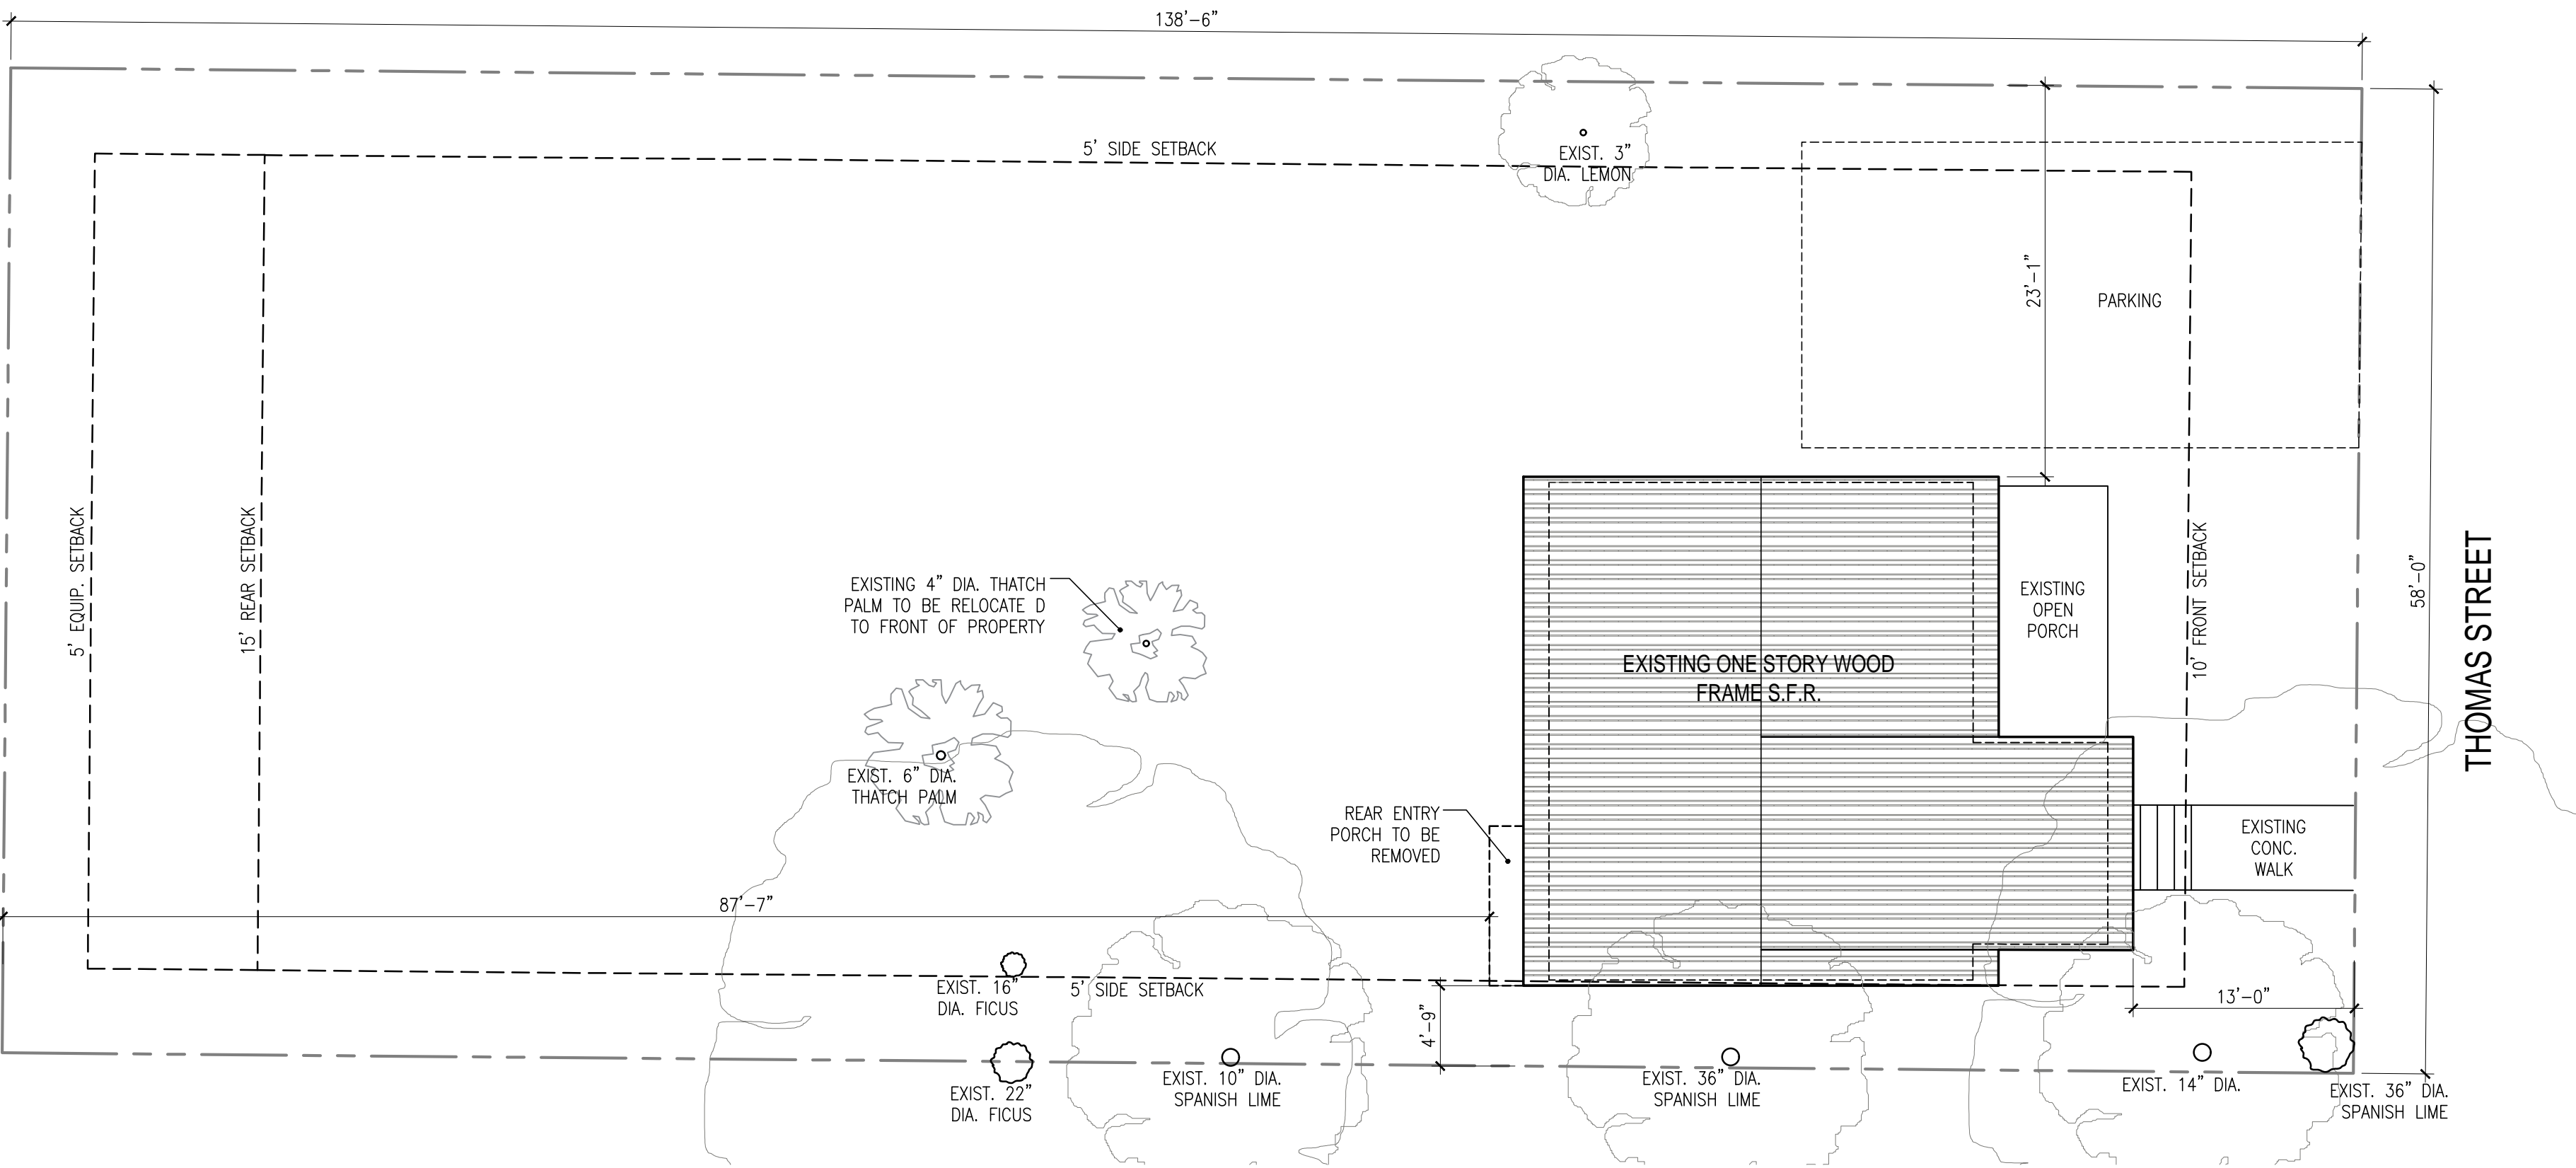 138'-6"
5' SIDE SETBACK
EXIST. 3"
DIA. LEMON
23'-1"
PARKING
5' EQUIP. SETBACK
15' REAR SETBACK
EXISTING 4" DIA. THATCH
PALM TO BE RELOCATE D
TO FRONT OF PROPERTY
EXISTING
OPEN
PORCH
10' FRONT SETBACK
58'-0"
THOMAS STREET
EXISTING ONE STORY WOOD
FRAME S.F.R.
EXIST. 6" DIA.
THATCH PALM
REAR ENTRY
PORCH TO BE
REMOVED
EXISTING
CONC.
WALK
87'-7"
EXIST. 16"
DIA. FICUS
5' SIDE SETBACK
4'-9"
13'-0"
EXIST. 22"
DIA. FICUS
EXIST. 10" DIA.
SPANISH LIME
EXIST. 36" DIA.
SPANISH LIME
EXIST. 14" DIA.
EXIST. 36" DIA.
SPANISH LIME